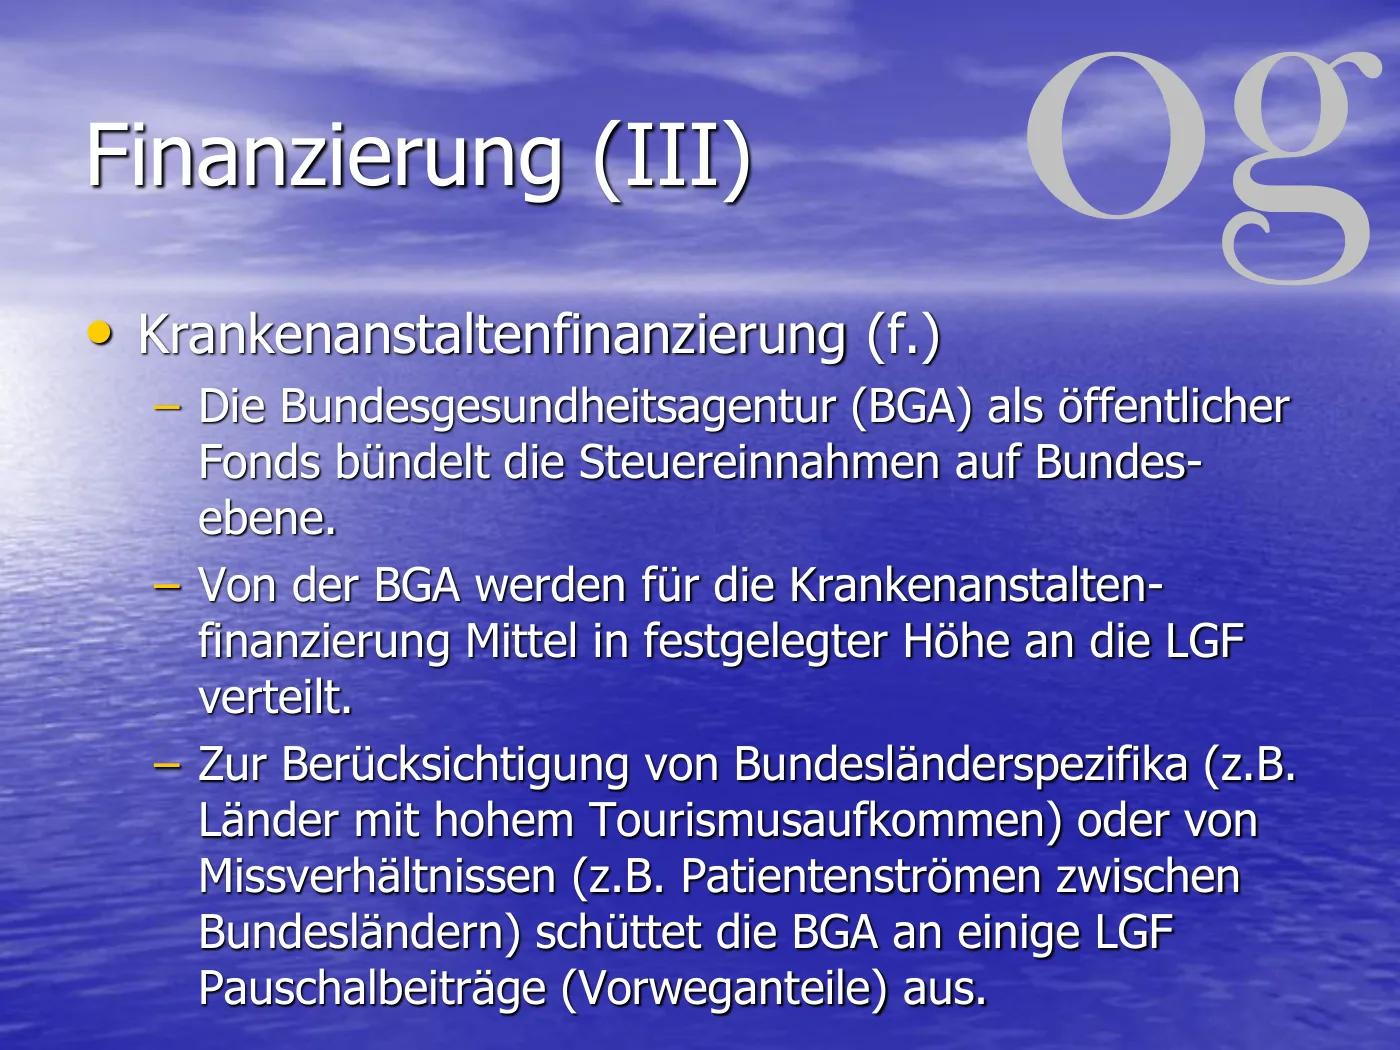 og
Finanzierung (III)
• Krankenanstaltenfinanzierung (f.)
– Die Bundesgesundheitsagentur (BGA) als öffentlicher
Fonds bündelt die Steuereinnahmen auf Bundes-
ebene.
– Von der BGA werden für die Krankenanstalten-
finanzierung Mittel in festgelegter Höhe an die LGF
verteilt.
– Zur Berücksichtigung von Bundesländerspezifika (z.B.
Länder mit hohem Tourismusaufkommen) oder von
Missverhältnissen (z.B. Patientenströmen zwischen
Bundesländern) schüttet die BGA an einige LGF
Pauschalbeiträge (Vorweganteile) aus.